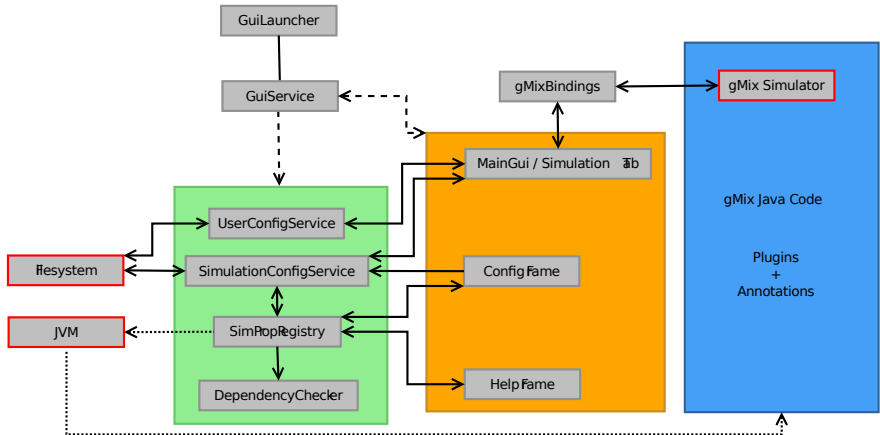 GuiLauncher
GuiService
gMixBindings
gMix Simulator
MainGui / Simulation Tab
UserConfigService
gMix Java Code
Filesystem
SimulationConfigService
ConfigFrame
Plugins
+
Annotations
JVM
SimPropRegistry
DependencyChecker
HelpFrame